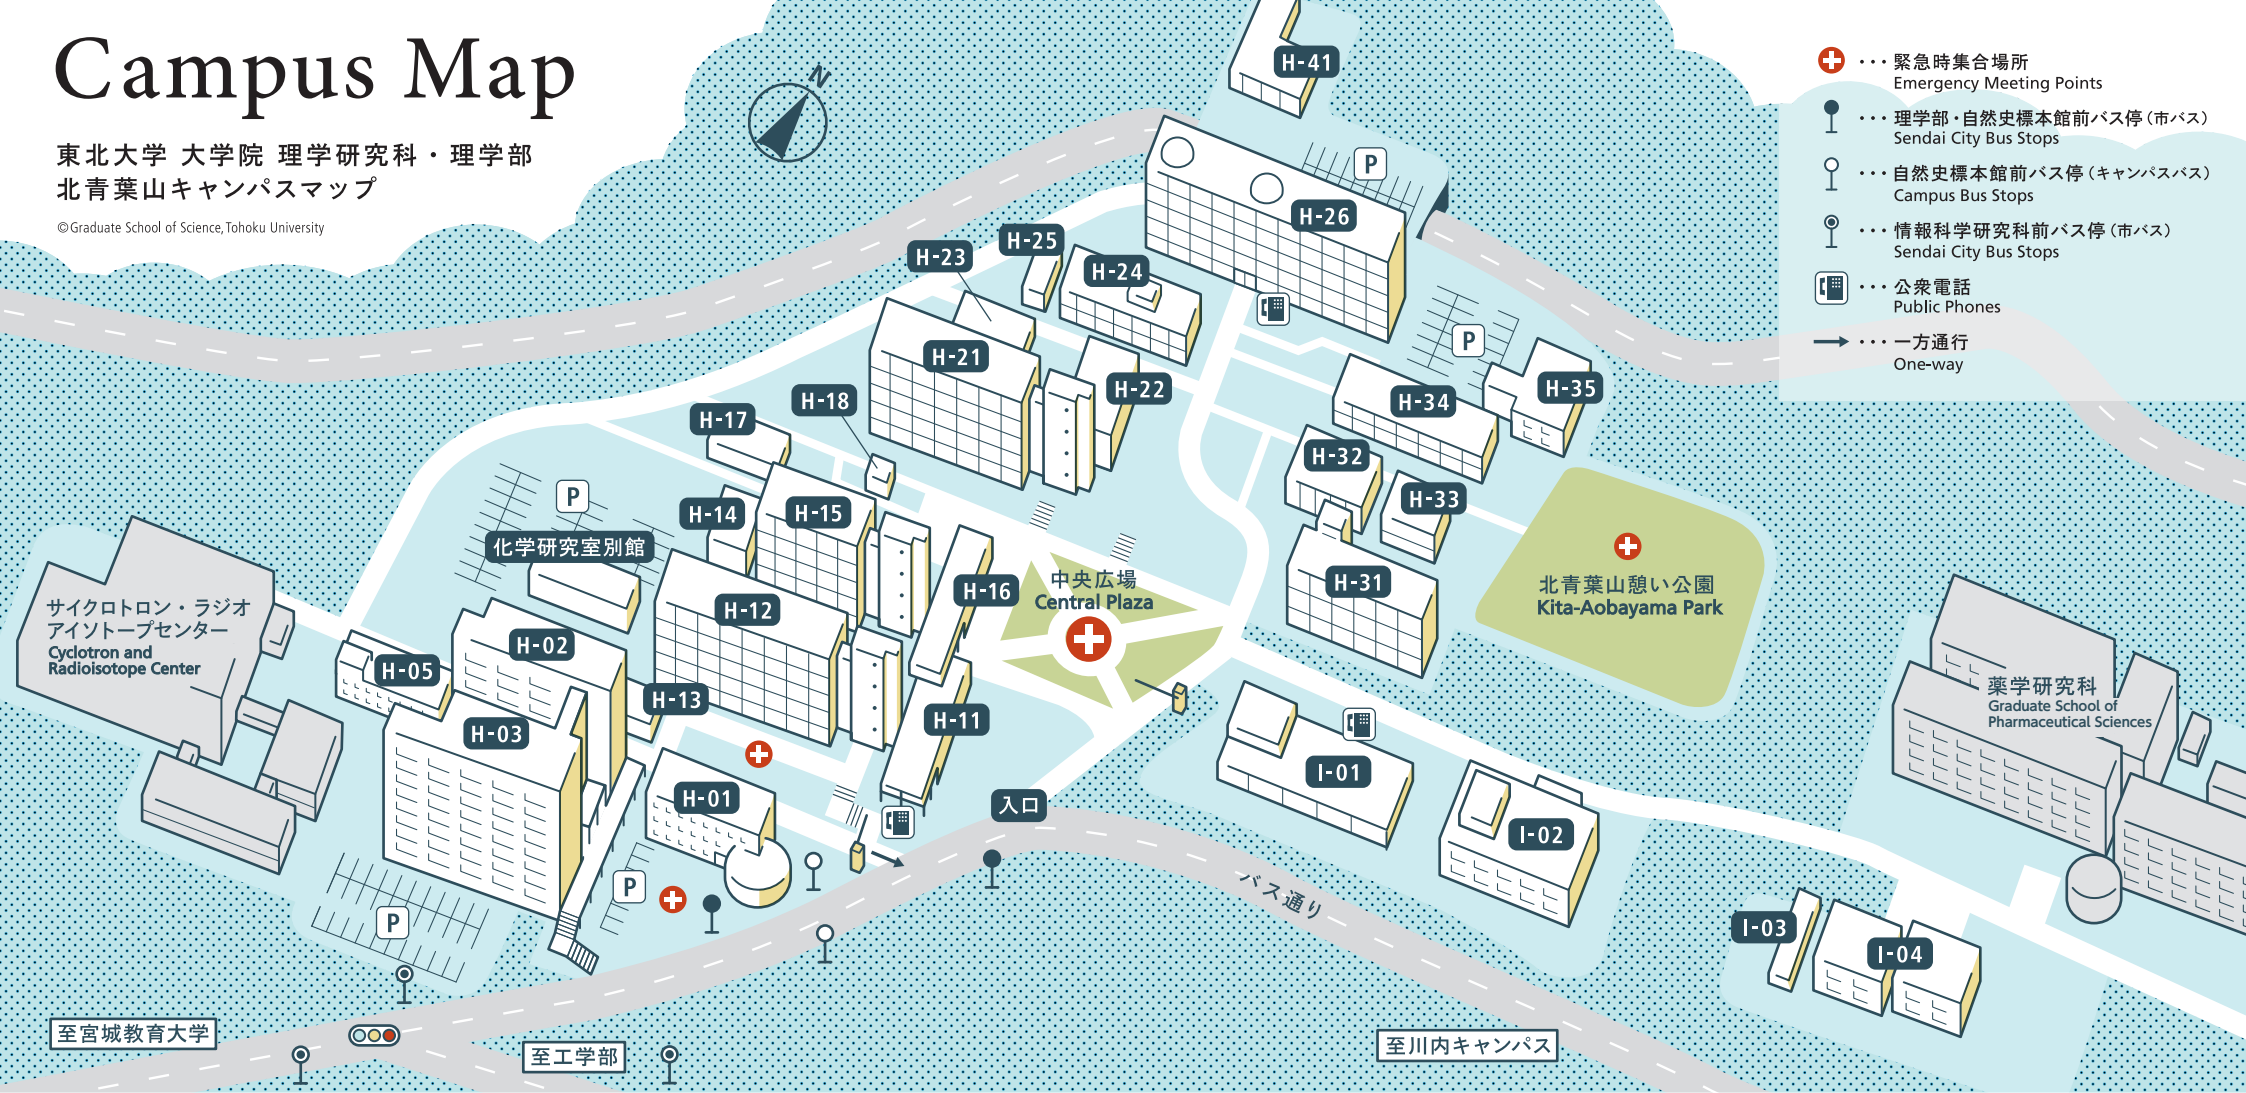 Campus Map
東北大学 大学院 理学研究科・理学部
北青葉山キャンパスマップ
©Graduate School of Science, Tohoku University
N
･･･緊急時集合場所
Emergency Meeting Points
･･･理学部・自然史標本館前バス停（市バス）
Sendai City Bus Stops
･･･自然史標本館前バス停（キャンパスバス）
Campus Bus Stops
･･･情報科学研究科前バス停（市バス）
Sendai City Bus Stops
･･･公衆電話
Public Phones
･･･一方通行
One-way
H-41
P
H-26
H-25
H-23
H-24
H-21
P
H-22
H-35
H-34
H-18
H-17
H-32
P
H-33
H-14
H-15
化学研究室別館
中央広場
Central Plaza
H-16
H-31
北青葉山憩い公園
Kita-Aobayama Park
サイクロトロン・ラジオ
アイソトープセンター
Cyclotron and
Radioisotope Center
H-12
H-02
H-05
H-13
H-03
H-11
薬学研究科
Graduate School of
Pharmaceutical Sciences
I-01
H-01
入口
I-02
P
バス通り
P
I-03
I-04
至宮城教育大学
至工学部
至川内キャンパス